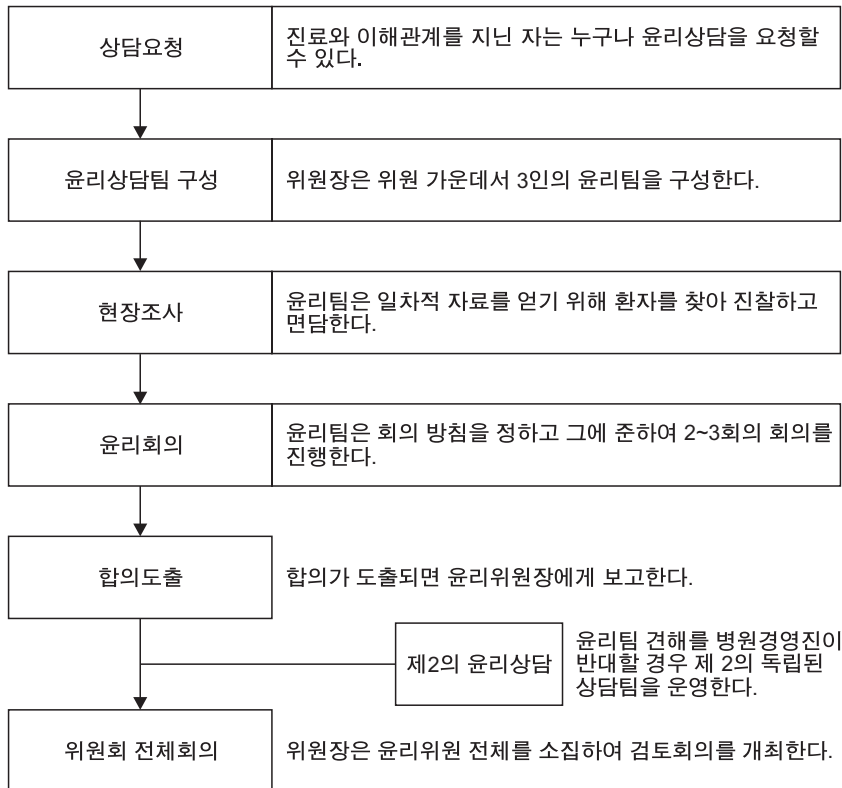 상담요청
진료와 이해관계를 지닌 자는 누구나 윤리상담을 요청할
수 있다.
윤리상담팀 구성
위원장은 위원 가운데서 3인의 윤리팀을 구성한다.
현장조사
윤리팀은 일차적 자료를 얻기 위해 환자를 찾아 진찰하고
면담한다.
윤리회의
윤리팀은 회의 방침을 정하고 그에 준하여 2~3회의 회의를
진행한다.
합의도출
합의가 도출되면 윤리위원장에게 보고한다.
제2의 윤리상담
윤리팀 견해를 병원경영진이
반대할 경우 제 2의 독립된
상담팀을 운영한다.
위원회 전체회의
위원장은 윤리위원 전체를 소집하여 검토회의를 개최한다.